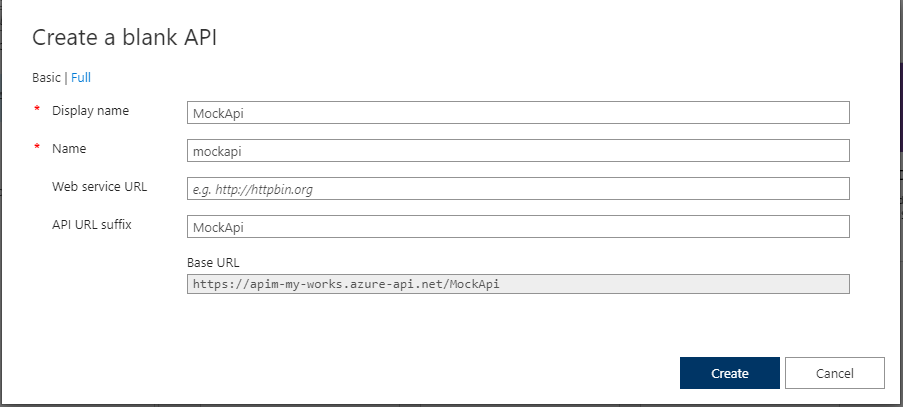 Create a blank API
Basic | Full
* Display name MockApi
* Name mockapi
Web service URL e.g. http://httpbin.org
API URL suffix MockApi
Base URL
https://apim-my-works.azure-api.net/MockApi
Create Cancel